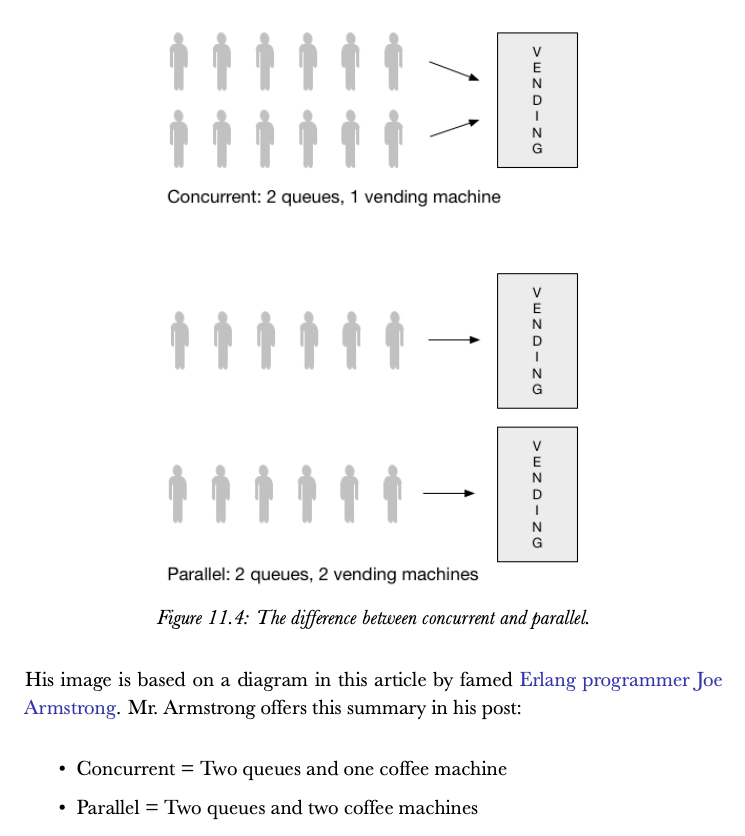 VENDING
Concurrent: 2 queues, 1 vending machine
VENDING
VENDING
Parallel: 2 queues, 2 vending machines
Figure 11.4: The difference between concurrent and parallel.
His image is based on a diagram in this article by famed Erlang programmer Joe
Armstrong. Mr. Armstrong offers this summary in his post:
• Concurrent = Two queues and one coffee machine
• Parallel = Two queues and two coffee machines